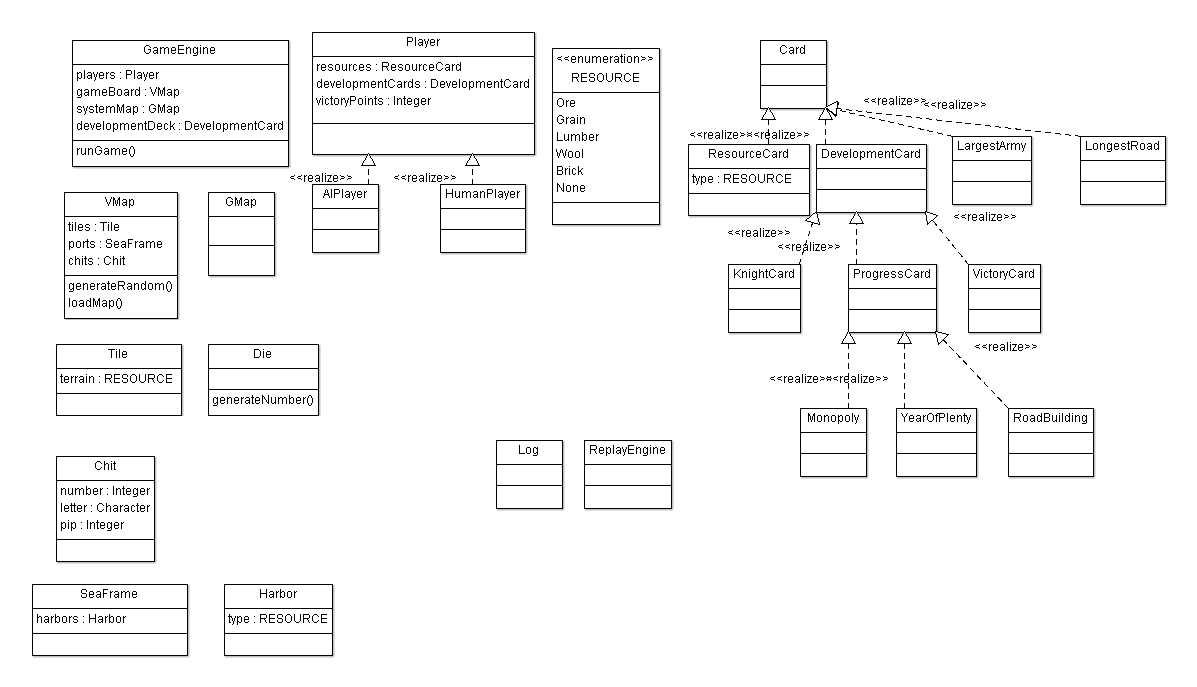 GameEngine
players : Player
gameBoard : VMap
systemMap : GMap
developmentDeck : DevelopmentCard
runGame()
Player
resources : ResourceCard
developmentCards : DevelopmentCard
victoryPoints : Integer
<<realize>>
<<realize>>
AIPlayer
HumanPlayer
<<enumeration>>
RESOURCE
Ore
Grain
Lumber
Wool
Brick
None
Card
<<realize>>
<<realize>>
<<realize>>
<<realize>>
ResourceCard
type : RESOURCE
DevelopmentCard
LargestArmy
LongestRoad
<<realize>>
<<realize>>
<<realize>>
KnightCard
ProgressCard
VictoryCard
<<realize>>
<<realize>>
<<realize>>
Monopoly
YearOfPlenty
RoadBuilding
VMap
tiles : Tile
ports : SeaFrame
chits : Chit
generateRandom()
loadMap()
GMap
Tile
terrain : RESOURCE
Die
generateNumber()
Log
ReplayEngine
Chit
number : Integer
letter : Character
pip : Integer
SeaFrame
harbors : Harbor
Harbor
type : RESOURCE